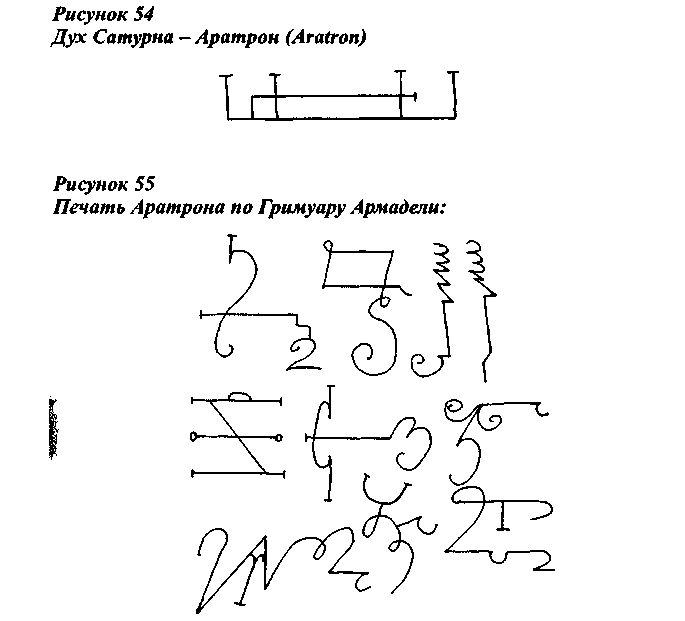 Рисунок 54
Дух Сатурна – Аратрон (Aratron)
Рисунок 55
Печать Аратрона по Гримуару Армадели: